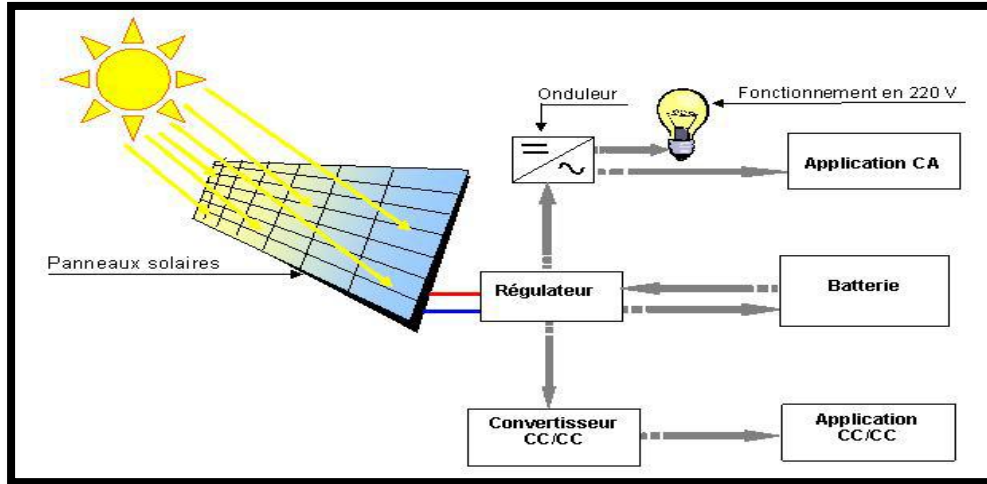 Onduleur
Fonctionnement en 220 V
Application CA
Panneaux solaires
Régulateur
Batterie
Convertisseur
CC/CC
Application
CC/CC